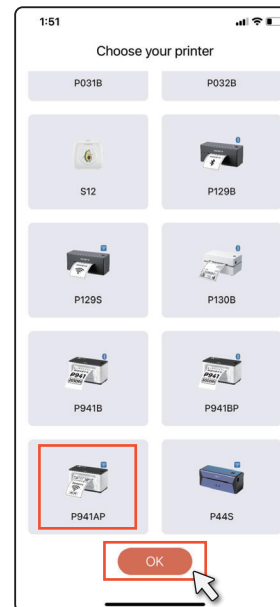 1:51
Choose your printer
P031B P032B
S12 P129B
P129S P130B
P941B P941BP
P941AP P44S
OK